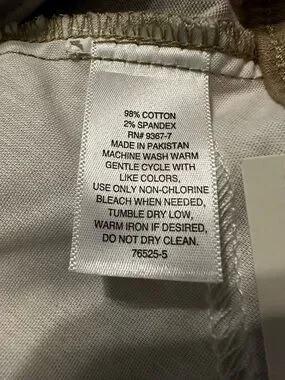 98% COTTON
2% SPANDEX
RN# 9367-7
MADE IN PAKISTAN
MACHINE WASH WARM
GENTLE CYCLE WITH
LIKE COLORS,
USE ONLY NON-CHLORINE
BLEACH WHEN NEEDED,
TUMBLE DRY LOW,
WARM IRON IF DESIRED,
DO NOT DRY CLEAN.
76525-5